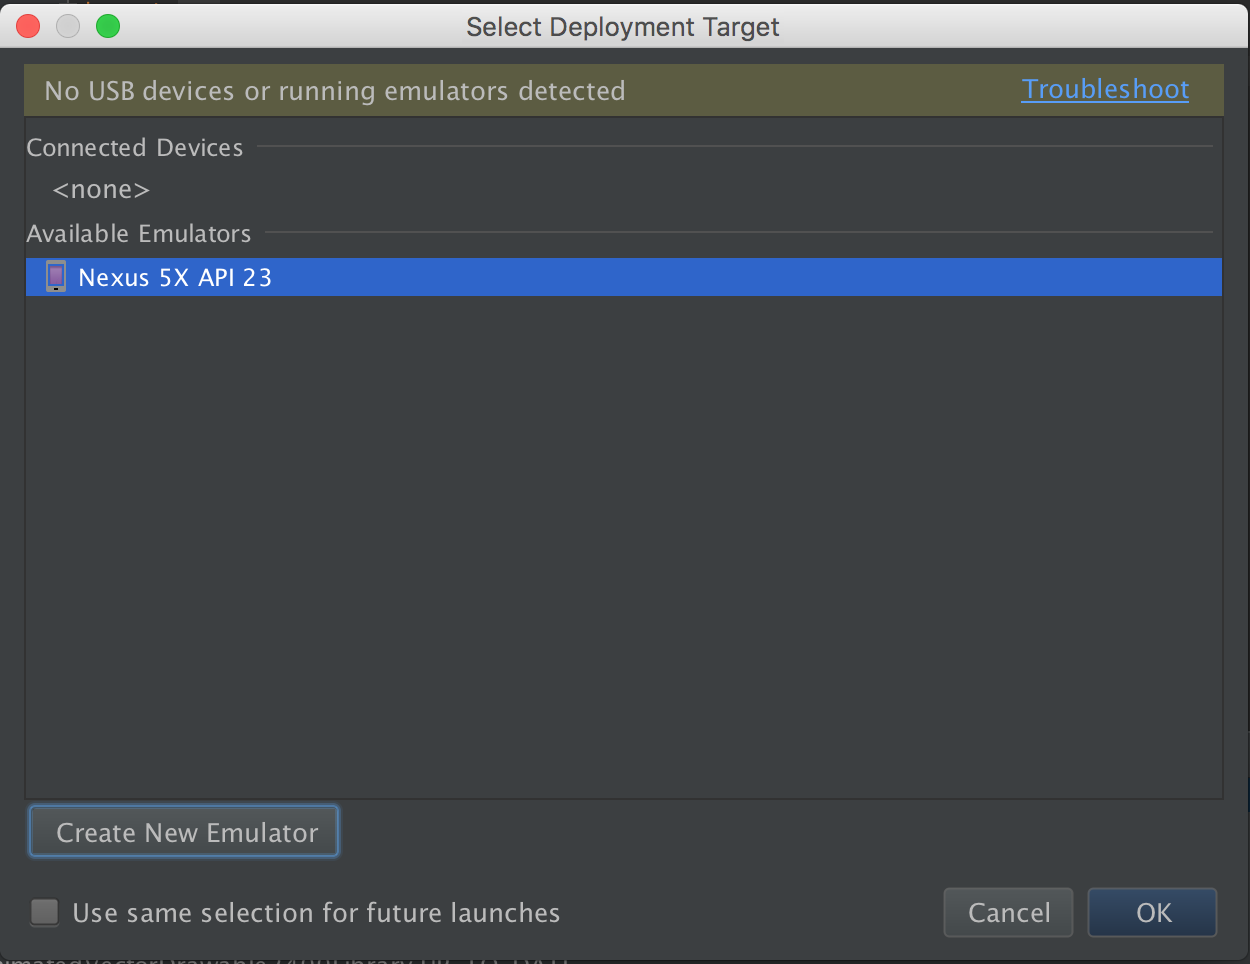 Select Deployment Target
No USB devices or running emulators detected Troubleshoot
Connected Devices
<none>
Available Emulators
Nexus 5X API 23
Create New Emulator
Use same selection for future launches
Cancel OK